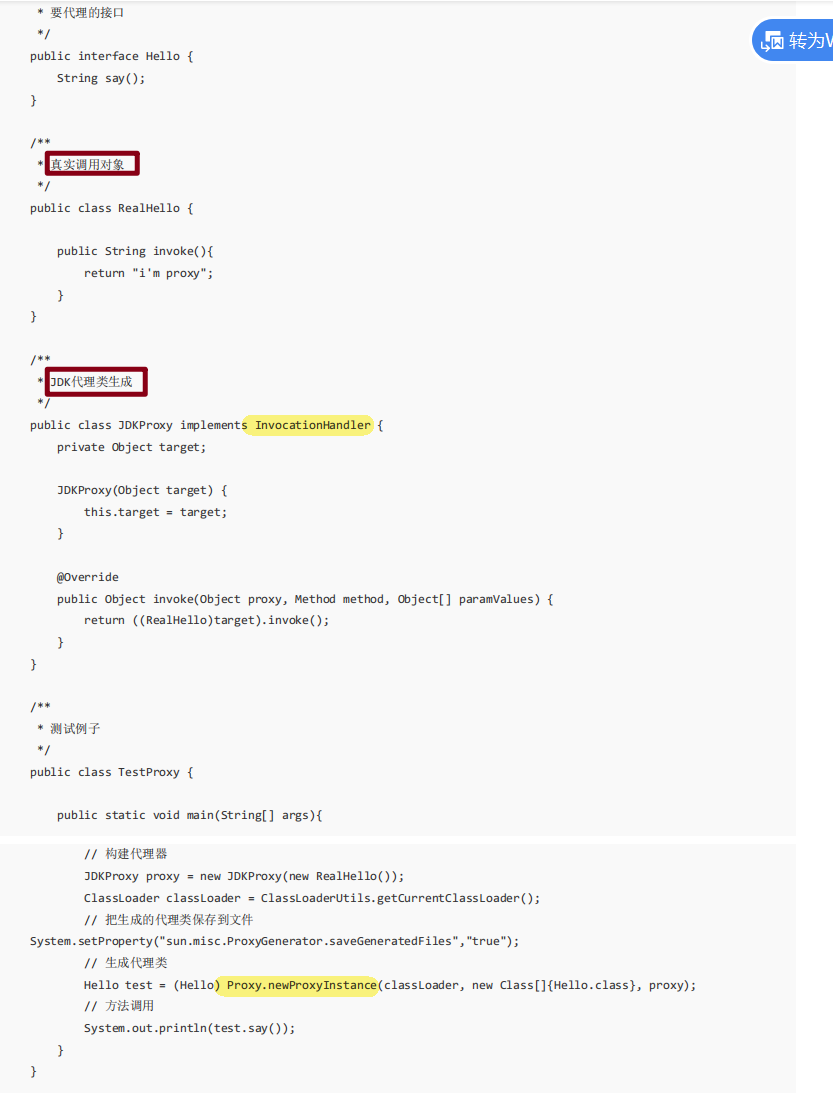 * 要代理的接口
*/
public interface Hello {
String say();
}
/**
* 真实调用对象
*/
public class RealHello {
public String invoke(){
return "i'm proxy";
}
}
/**
* JDK代理类生成
*/
public class JDKProxy implements InvocationHandler {
private Object target;
JDKProxy(Object target) {
this.target = target;
}
@Override
public Object invoke(Object proxy, Method method, Object[] paramValues) {
return ((RealHello)target).invoke();
}
}
/**
* 测试例子
*/
public class TestProxy {
public static void main(String[] args){
// 构建代理器
JDKProxy proxy = new JDKProxy(new RealHello());
ClassLoader classLoader = ClassLoaderUtils.getCurrentClassLoader();
// 把生成的代理类保存到文件
System.setProperty("sun.misc.ProxyGenerator.saveGeneratedFiles","true");
// 生成代理类
Hello test = (Hello) Proxy.newProxyInstance(classLoader, new Class[]{Hello.class}, proxy);
// 方法调用
System.out.println(test.say());
}
}
转为W